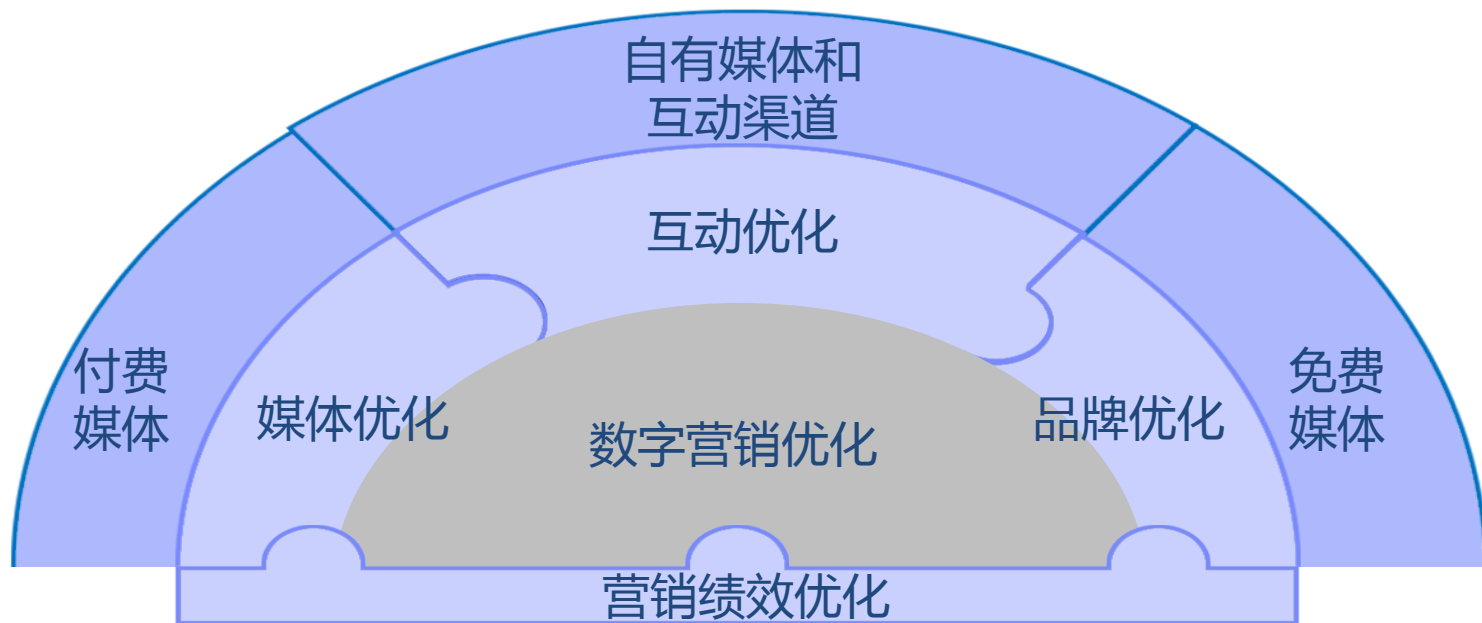 自有媒体和
互动渠道
互动优化
付费
媒体
媒体优化
数字营销优化
品牌优化
免费
媒体
营销绩效优化